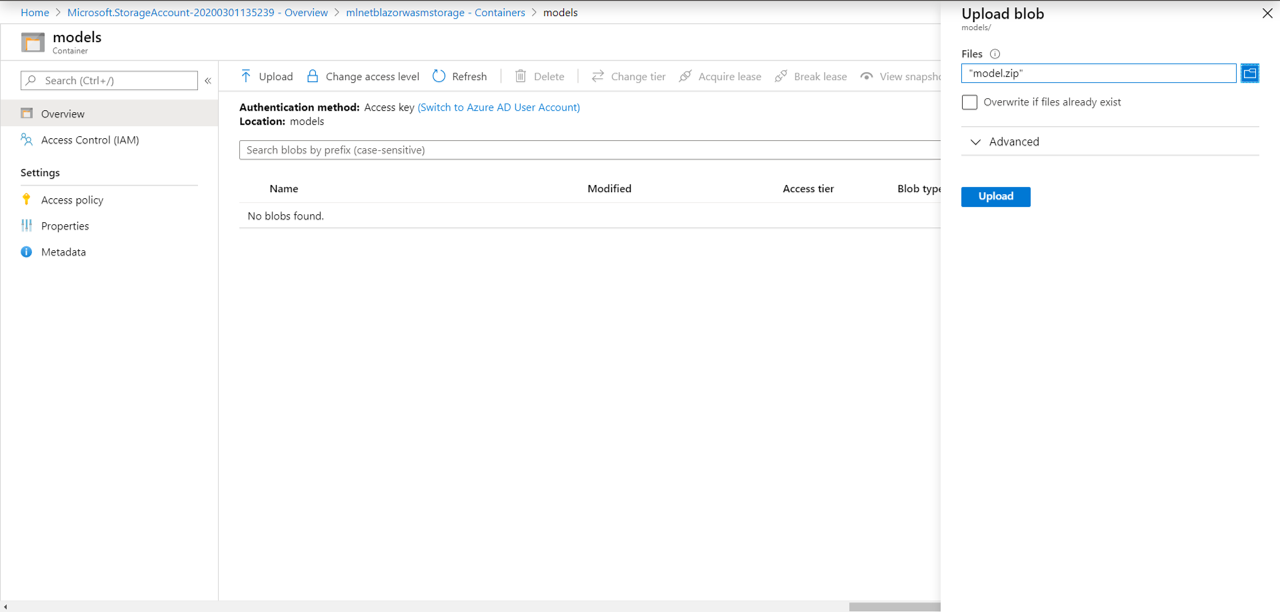 Home > Microsoft.StorageAccount-20200301135239 - Overview > mlnetblazorwasmstorage - Containers > models
models
Container
Search (Ctrl+/)
«
Overview
Access Control (IAM)
Settings
Access policy
Properties
Metadata
Upload Change access level Refresh Delete Change tier Acquire lease Break lease View snapsho
Authentication method: Access key (Switch to Azure AD User Account)
Location: models
Search blobs by prefix (case-sensitive)
Name Modified Access tier Blob type
No blobs found.
Upload blob
models/
Files
"model.zip"
Overwrite if files already exist
Advanced
Upload